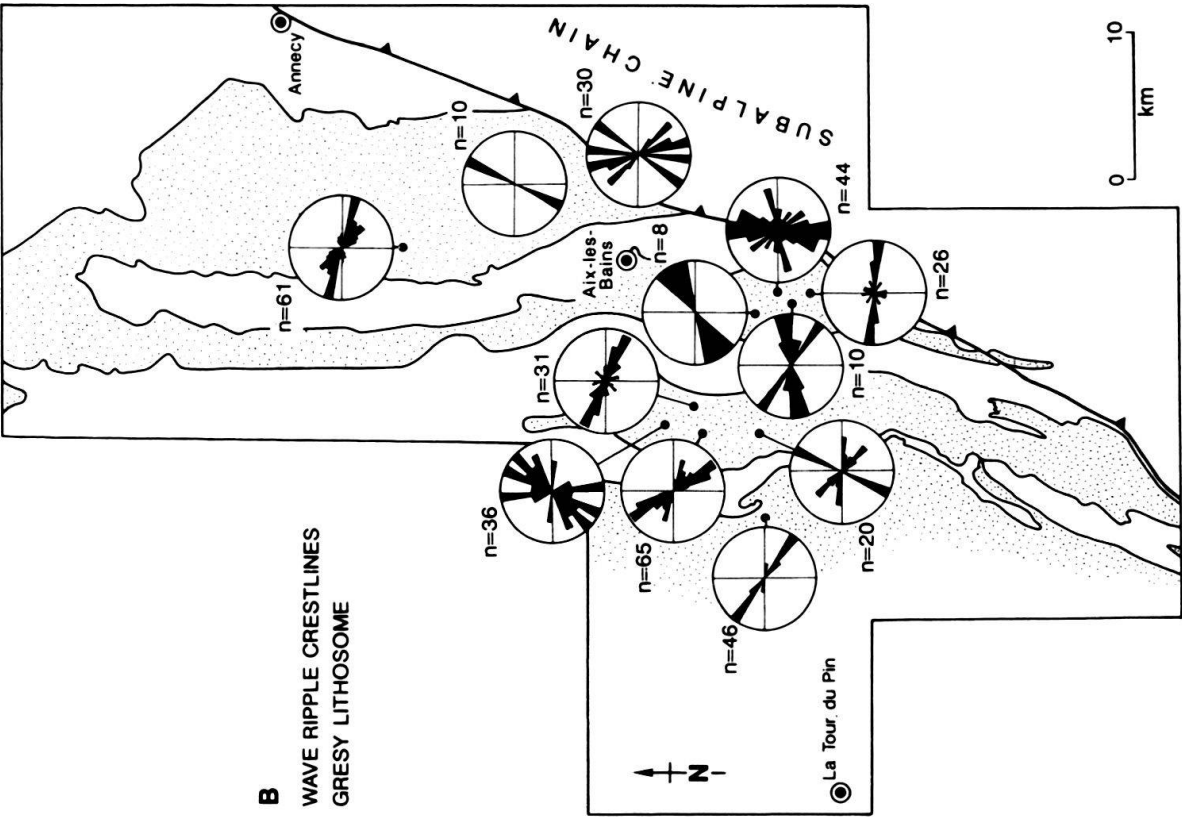 B
WAVE RIPPLE CRESTLINES
GRESY LITHOSOME
Annecy
SUBALPINE CHAIN
n=10
n=30
n=61
Aix-les-
Bains
n=8
n=44
n=26
n=31
n=10
n=36
n=65
n=20
n=46
La Tour du Pin
N
0
10
km